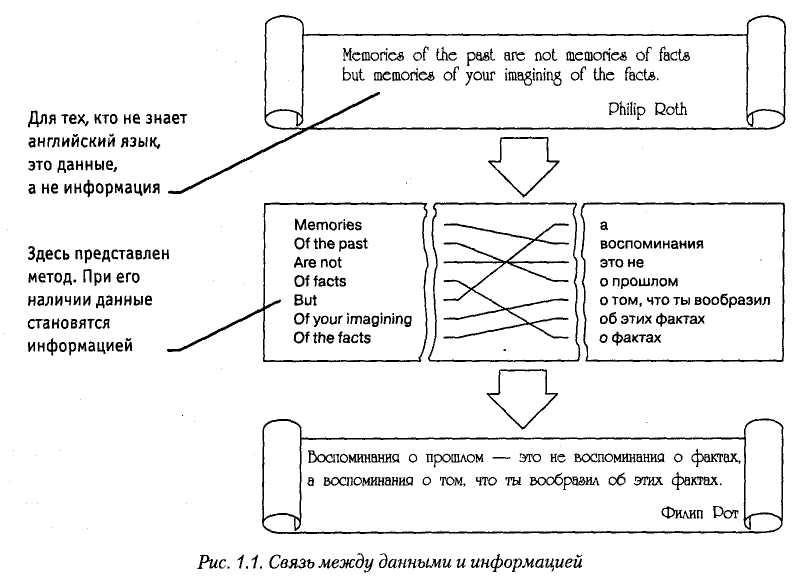 Memories of the past are not memories of facts
but memories of your imagining of the facts.
Philip Roth
Для тех, кто не знает
английский язык,
это данные,
а не информация
Здесь представлен
метод. При его
наличии данные
становятся
информацией
Memories
Of the past
Are not
Of facts
But
Of your imagining
Of the facts
а
воспоминания
это не
о прошлом
о том, что ты вообразил
об этих фактах
о фактах
Воспоминания о прошлом — это не воспоминания о фактах,
а воспоминания о том, что ты вообразил об этих фактах.
Филип Рот
Рис. 1.1. Связь между данными и информацией